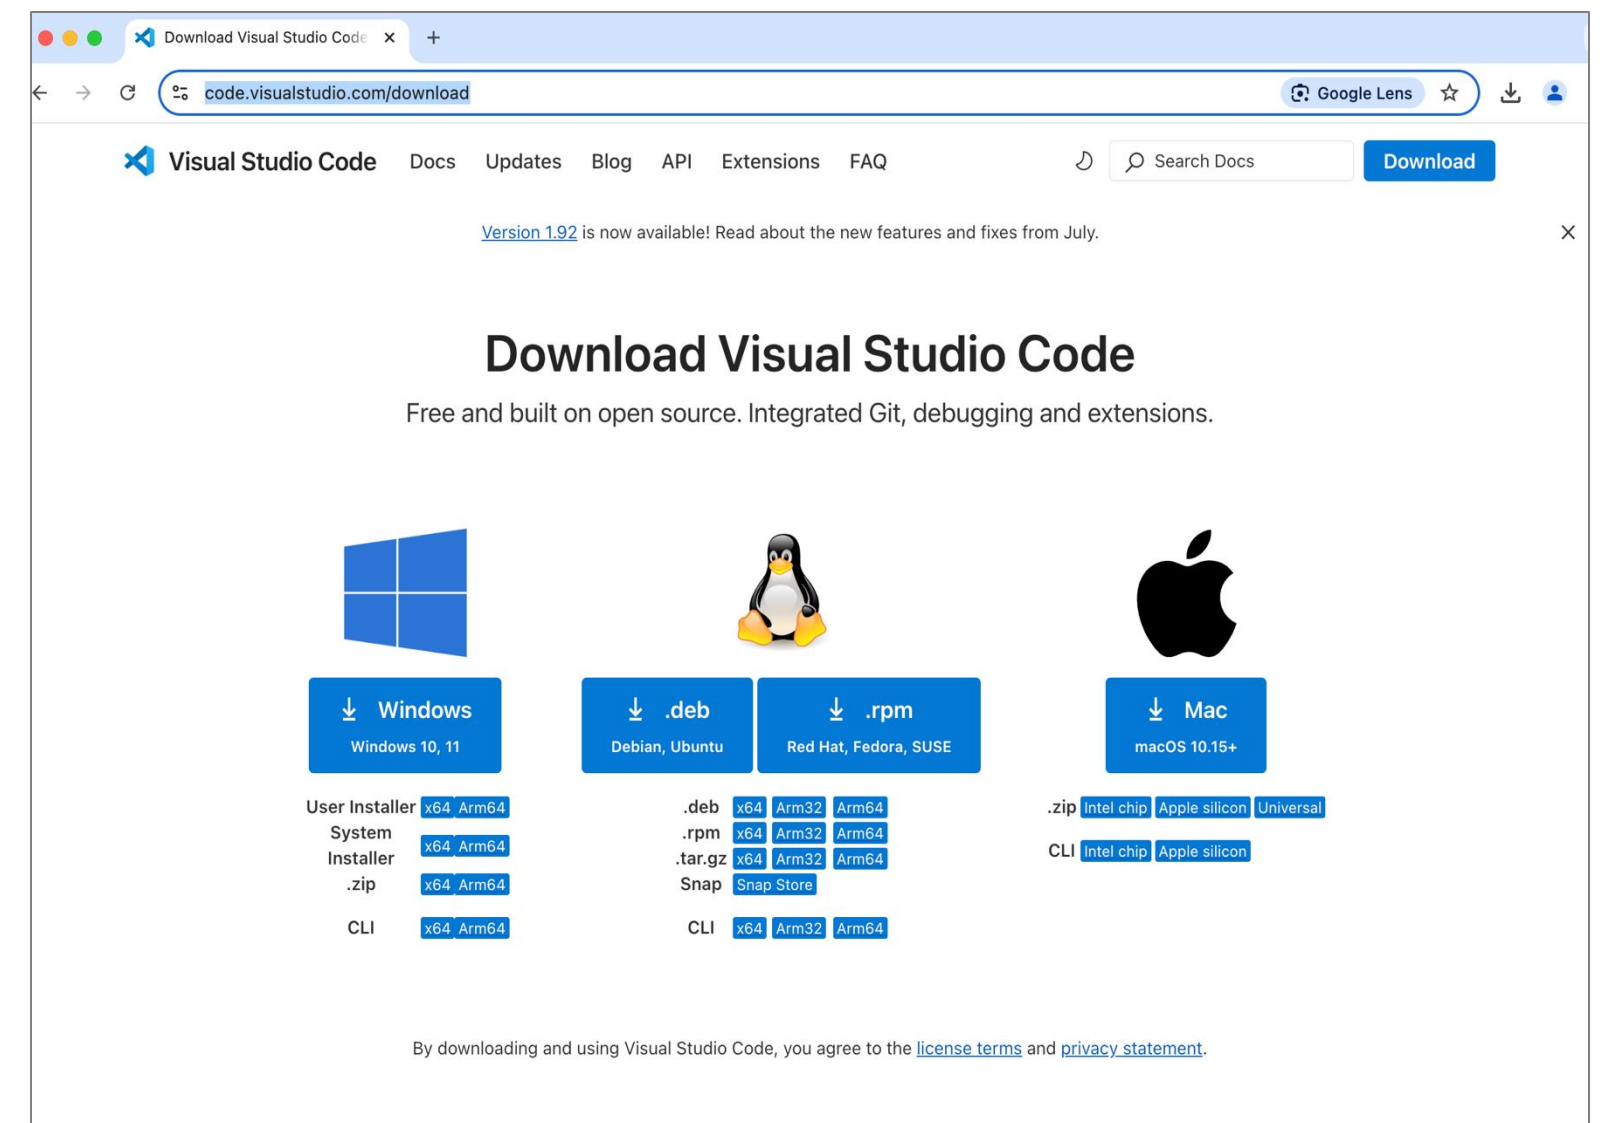 Download Visual Studio Code
code.visualstudio.com/download
Google Lens
Visual Studio Code Docs Updates Blog API Extensions FAQ Search Docs Download
Version 1.92 is now available! Read about the new features and fixes from July.
Download Visual Studio Code
Free and built on open source. Integrated Git, debugging and extensions.
Windows
Windows 10, 11
User Installer x64 Arm64
System
Installer x64 Arm64
.zip x64 Arm64
CLI x64 Arm64
.deb
Debian, Ubuntu
.rpm
Red Hat, Fedora, SUSE
.deb x64 Arm32 Arm64
.rpm x64 Arm32 Arm64
.tar.gz x64 Arm32 Arm64
Snap Snap Store
CLI x64 Arm32 Arm64
Mac
macOS 10.15+
.zip Intel chip Apple silicon Universal
CLI Intel chip Apple silicon
By downloading and using Visual Studio Code, you agree to the license terms and privacy statement.